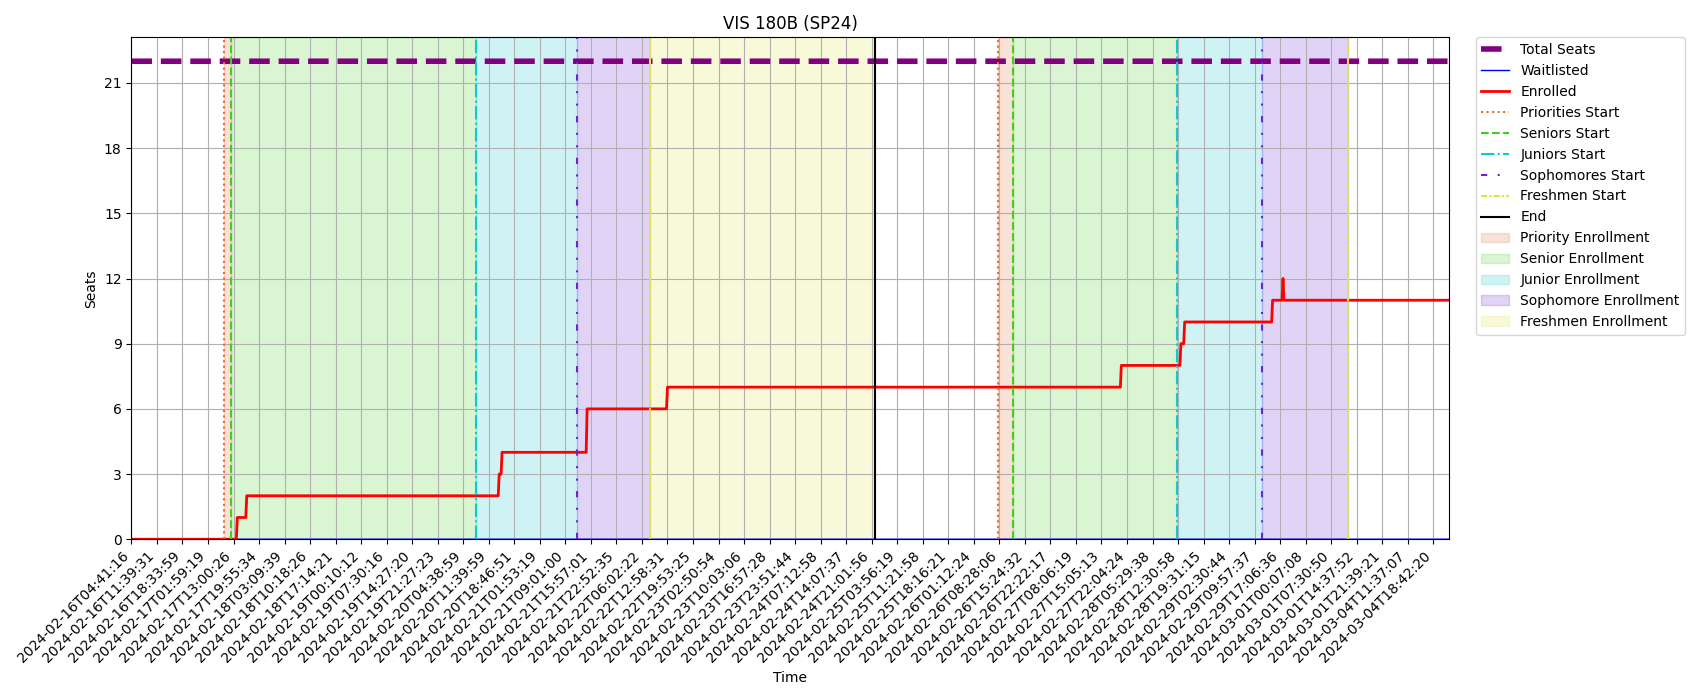 VIS 180B (SP24)
Seats
21
18
15
12
9
6
3
0
2024-02-16T04:41:16
2024-02-16T11:39:31
2024-02-16T18:33:59
2024-02-17T01:59:19
2024-02-17T13:00:26
2024-02-17T19:55:34
2024-02-18T03:09:39
2024-02-18T10:18:26
2024-02-18T17:14:21
2024-02-19T00:10:12
2024-02-19T07:30:16
2024-02-19T14:27:20
2024-02-19T21:27:23
2024-02-20T04:38:59
2024-02-20T11:39:59
2024-02-20T18:46:51
2024-02-21T01:53:19
2024-02-21T09:01:00
2024-02-21T15:57:01
2024-02-21T22:52:35
2024-02-22T06:02:22
2024-02-22T12:58:31
2024-02-22T19:53:25
2024-02-23T02:50:54
2024-02-23T10:03:06
2024-02-23T16:57:28
2024-02-23T23:51:44
2024-02-24T07:12:58
2024-02-24T14:07:37
2024-02-24T21:01:56
2024-02-25T03:56:19
2024-02-25T11:21:58
2024-02-25T18:16:21
2024-02-26T01:12:24
2024-02-26T08:28:06
2024-02-26T15:24:32
2024-02-26T22:22:17
2024-02-27T08:06:19
2024-02-27T15:05:13
2024-02-27T22:04:24
2024-02-28T05:29:38
2024-02-28T12:30:58
2024-02-28T19:31:15
2024-02-29T02:30:44
2024-02-29T09:57:37
2024-02-29T17:06:36
2024-03-01T00:07:08
2024-03-01T07:30:50
2024-03-01T14:37:52
2024-03-01T21:39:21
2024-03-04T11:37:07
2024-03-04T18:42:20
Time
Total Seats
Waitlisted
Enrolled
Priorities Start
Seniors Start
Juniors Start
Sophomores Start
Freshmen Start
End
Priority Enrollment
Senior Enrollment
Junior Enrollment
Sophomore Enrollment
Freshmen Enrollment